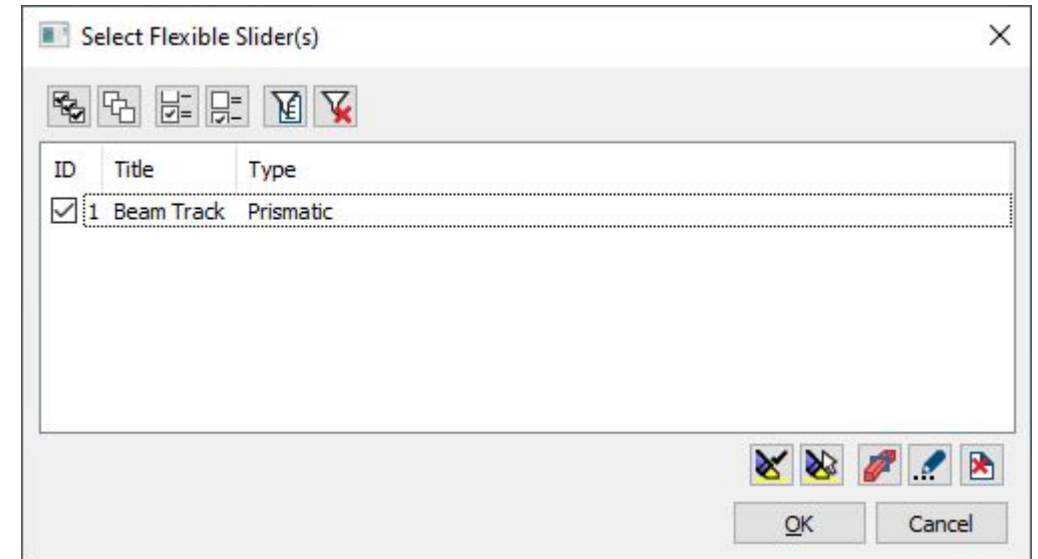 Select Flexible Slider(s)
ID Title Type
1 Beam Track Prismatic
OK Cancel